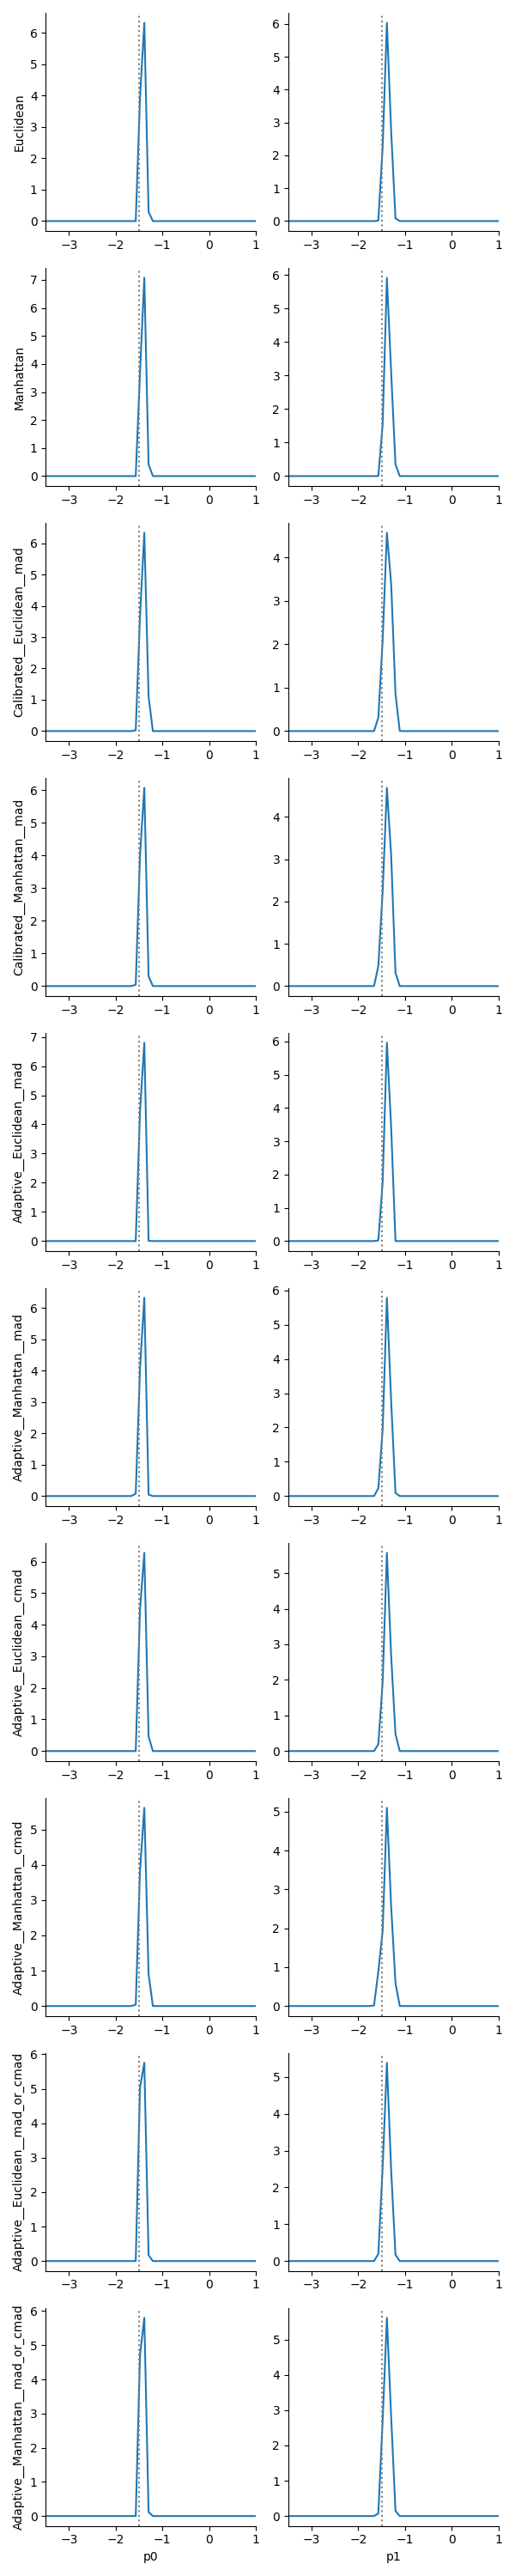 Euclidean
0 1 2 3 4 5 6
−3 −2 −1 0 1
0 1 2 3 4 5 6
−3 −2 −1 0 1
Manhattan
0 1 2 3 4 5 6 7
−3 −2 −1 0 1
0 1 2 3 4 5 6
−3 −2 −1 0 1
Calibrated__Euclidean__mad
0 1 2 3 4 5 6
−3 −2 −1 0 1
0 1 2 3 4
−3 −2 −1 0 1
Calibrated__Manhattan__mad
0 1 2 3 4 5 6
−3 −2 −1 0 1
0 1 2 3 4
−3 −2 −1 0 1
Adaptive__Euclidean__mad
0 1 2 3 4 5 6 7
−3 −2 −1 0 1
0 1 2 3 4 5 6
−3 −2 −1 0 1
Adaptive__Manhattan__mad
0 1 2 3 4 5 6
−3 −2 −1 0 1
0 1 2 3 4 5 6
−3 −2 −1 0 1
Adaptive__Euclidean__cmad
0 1 2 3 4 5 6
−3 −2 −1 0 1
0 1 2 3 4 5
−3 −2 −1 0 1
Adaptive__Manhattan__cmad
0 1 2 3 4 5
−3 −2 −1 0 1
0 1 2 3 4 5
−3 −2 −1 0 1
Adaptive__Euclidean__mad_or_cmad
0 1 2 3 4 5 6
−3 −2 −1 0 1
0 1 2 3 4 5
−3 −2 −1 0 1
Adaptive__Manhattan__mad_or_cmad
0 1 2 3 4 5 6
−3 −2 −1 0 1
p0
0 1 2 3 4 5
−3 −2 −1 0 1
p1